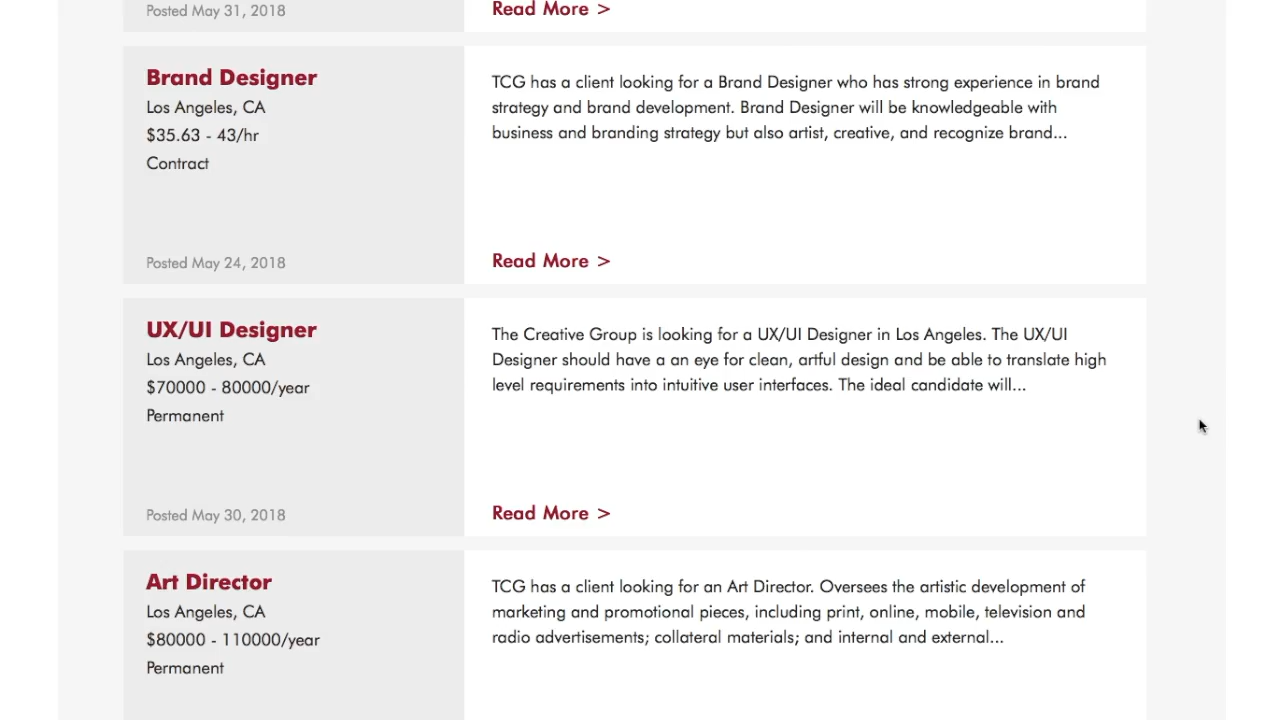 Posted May 31, 2018
Read More >
Brand Designer
Los Angeles, CA
$35.63 - 43/hr
Contract
Posted May 24, 2018
TCG has a client looking for a Brand Designer who has strong experience in brand
strategy and brand development. Brand Designer will be knowledgeable with
business and branding strategy but also artist, creative, and recognize brand...
Read More >
UX/UI Designer
Los Angeles, CA
$70000 - 80000/year
Permanent
Posted May 30, 2018
The Creative Group is looking for a UX/UI Designer in Los Angeles. The UX/UI
Designer should have a an eye for clean, artful design and be able to translate high
level requirements into intuitive user interfaces. The ideal candidate will...
Read More >
Art Director
Los Angeles, CA
$80000 - 110000/year
Permanent
TCG has a client looking for an Art Director. Oversees the artistic development of
marketing and promotional pieces, including print, online, mobile, television and
radio advertisements; collateral materials; and internal and external...